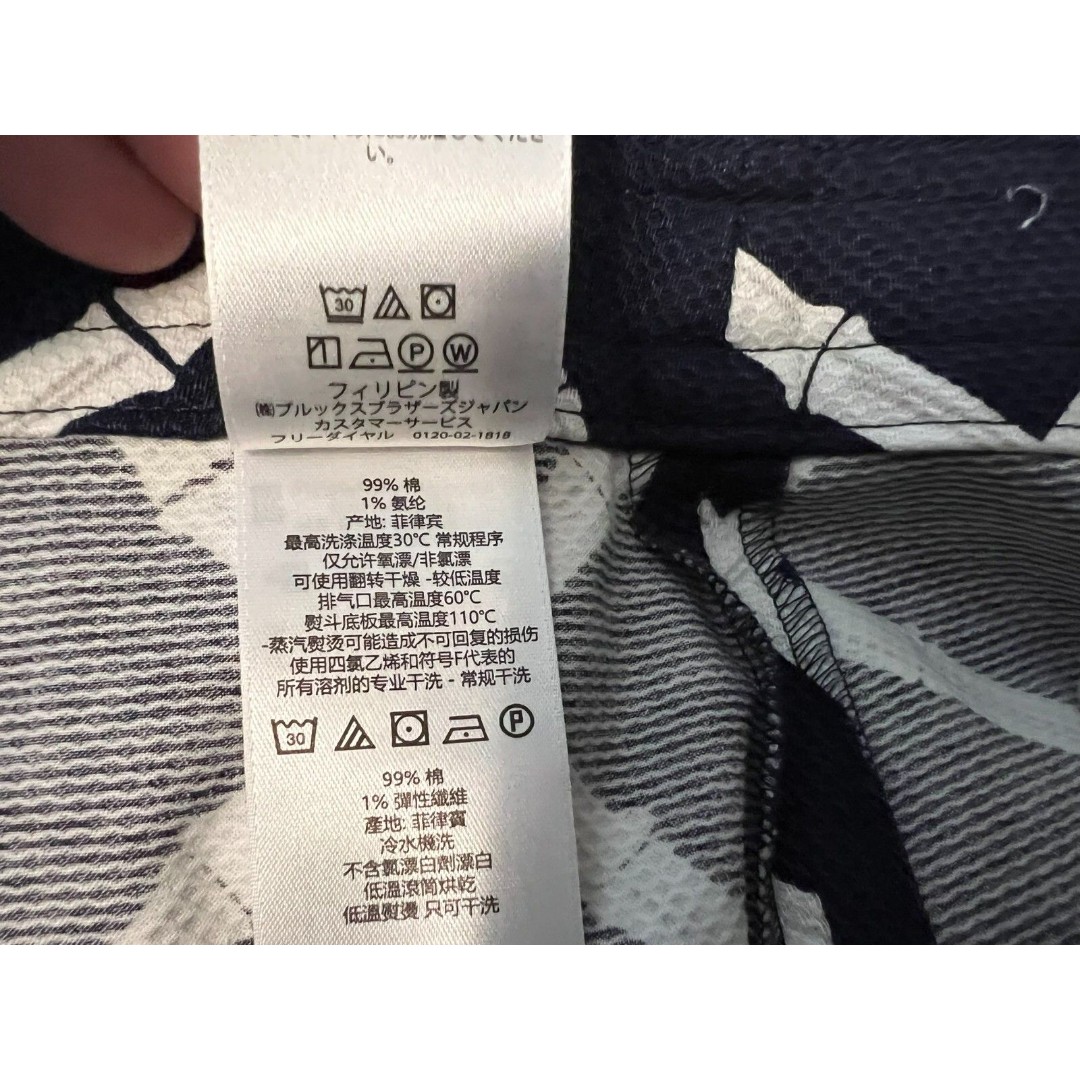 い。
30
P W
フィリピン製
㈱ブルックスブラザーズジャパン
カスタマーサービス
フリーダイヤル 0120-02-1818
99% 棉
1% 氨纶
产地: 菲律宾
最高洗涤温度30℃ 常规程序
仅允许氧漂/非氯漂
可使用翻转干燥 -较低温度
排气口最高温度60℃
熨斗底板最高温度110℃
-蒸汽熨烫可能造成不可回复的损伤
使用四氯乙烯和符号F代表的
所有溶剂的专业干洗 - 常规干洗
30 P
99% 棉
1% 彈性纖維
產地: 菲律賓
冷水機洗
不含氯漂白劑漂白
低溫滾筒烘乾
低溫熨燙 只可干洗